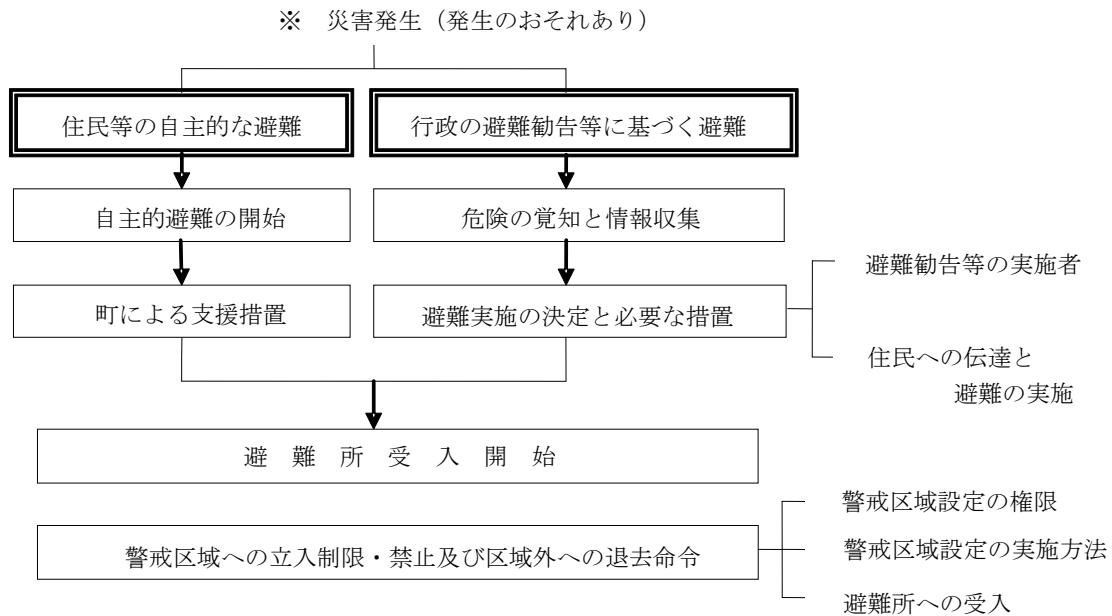 ※ 災害発生（発生のおそれあり）
住民等の自主的な避難
行政の避難勧告等に基づく避難
自主的避難の開始
危険の覚知と情報収集
避難勧告等の実施者
町による支援措置
避難実施の決定と必要な措置
住民への伝達と
避難の実施
避 難 所 受 入 開 始
警戒区域設定の権限
警戒区域への立入制限・禁止及び区域外への退去命令
警戒区域設定の実施方法
避難所への受入